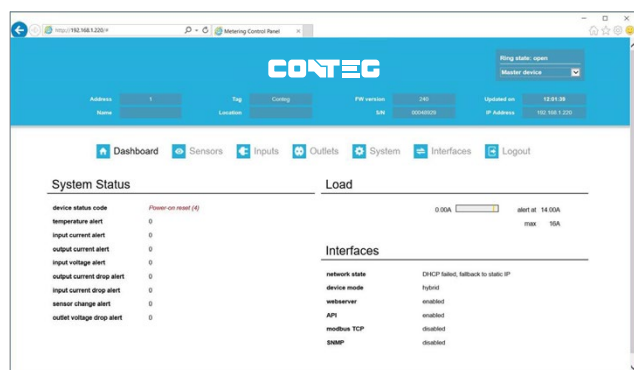 http://192.168.1.220/#
Metering Control Panel
CONTEG
Ring state: open
Master device
Address 1 Tag Conteg FW version 240 Updated on 12:01:39
Name Location S/N IP Address 192.168.1.220
Dashboard Sensors Inputs Outlets System Interfaces Logout
System Status
device status code Power-on reset (4)
temperature alert 0
input current alert 0
output current alert 0
input voltage alert 0
output current drop alert 0
input current drop alert 0
sensor change alert 0
outlet voltage drop alert 0
Load
0.00A alert at 14.00A
max 16A
Interfaces
network state DHCP failed, fallback to static IP
device mode hybrid
webserver enabled
API enabled
modbus TCP disabled
SNMP disabled